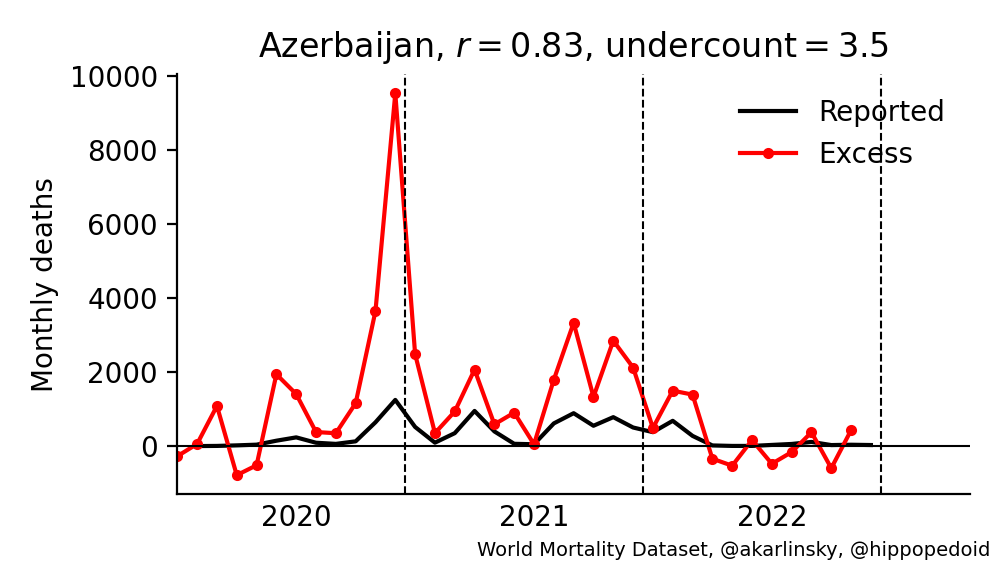 Azerbaijan, r = 0.83, undercount = 3.5
10000
8000
6000
4000
2000
0
Monthly deaths
Reported
Excess
2020 2021 2022
World Mortality Dataset, @akarlinsky, @hippopedoid